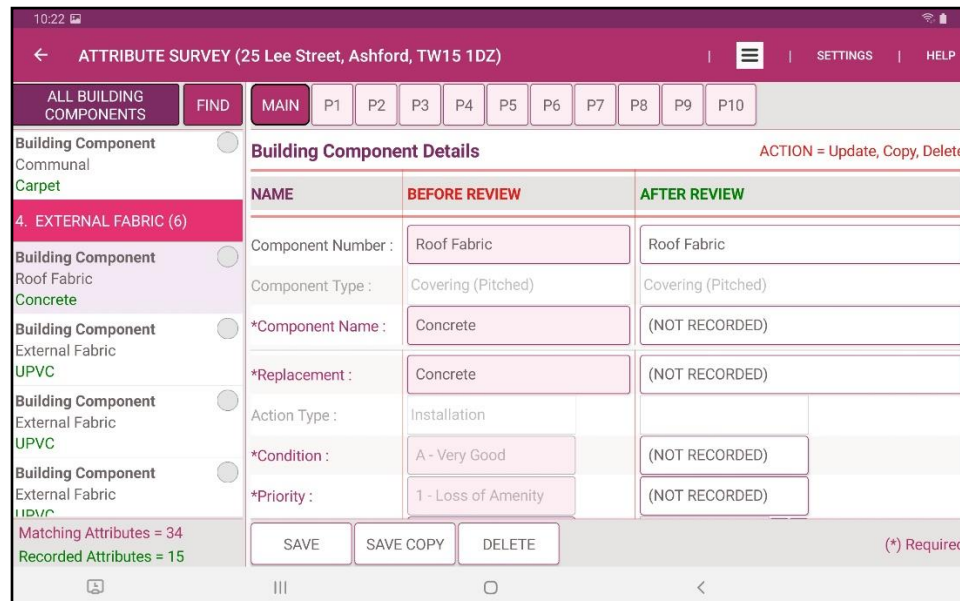 10:22
ATTRIBUTE SURVEY (25 Lee Street, Ashford, TW15 1DZ) | | SETTINGS | HELP
ALL BUILDING
COMPONENTS
FIND
MAIN P1 P2 P3 P4 P5 P6 P7 P8 P9 P10
Building Component
Communal
Carpet
4. EXTERNAL FABRIC (6)
Building Component
Roof Fabric
Concrete
Building Component
External Fabric
UPVC
Building Component
External Fabric
UPVC
Building Component
External Fabric
UPVC
Matching Attributes = 34
Recorded Attributes = 15
Building Component Details ACTION = Update, Copy, Delete
NAME BEFORE REVIEW AFTER REVIEW
Component Number : Roof Fabric Roof Fabric
Component Type : Covering (Pitched) Covering (Pitched)
*Component Name : Concrete (NOT RECORDED)
*Replacement : Concrete (NOT RECORDED)
Action Type : Installation
*Condition : A - Very Good (NOT RECORDED)
*Priority : 1 - Loss of Amenity (NOT RECORDED)
SAVE SAVE COPY DELETE (*) Required